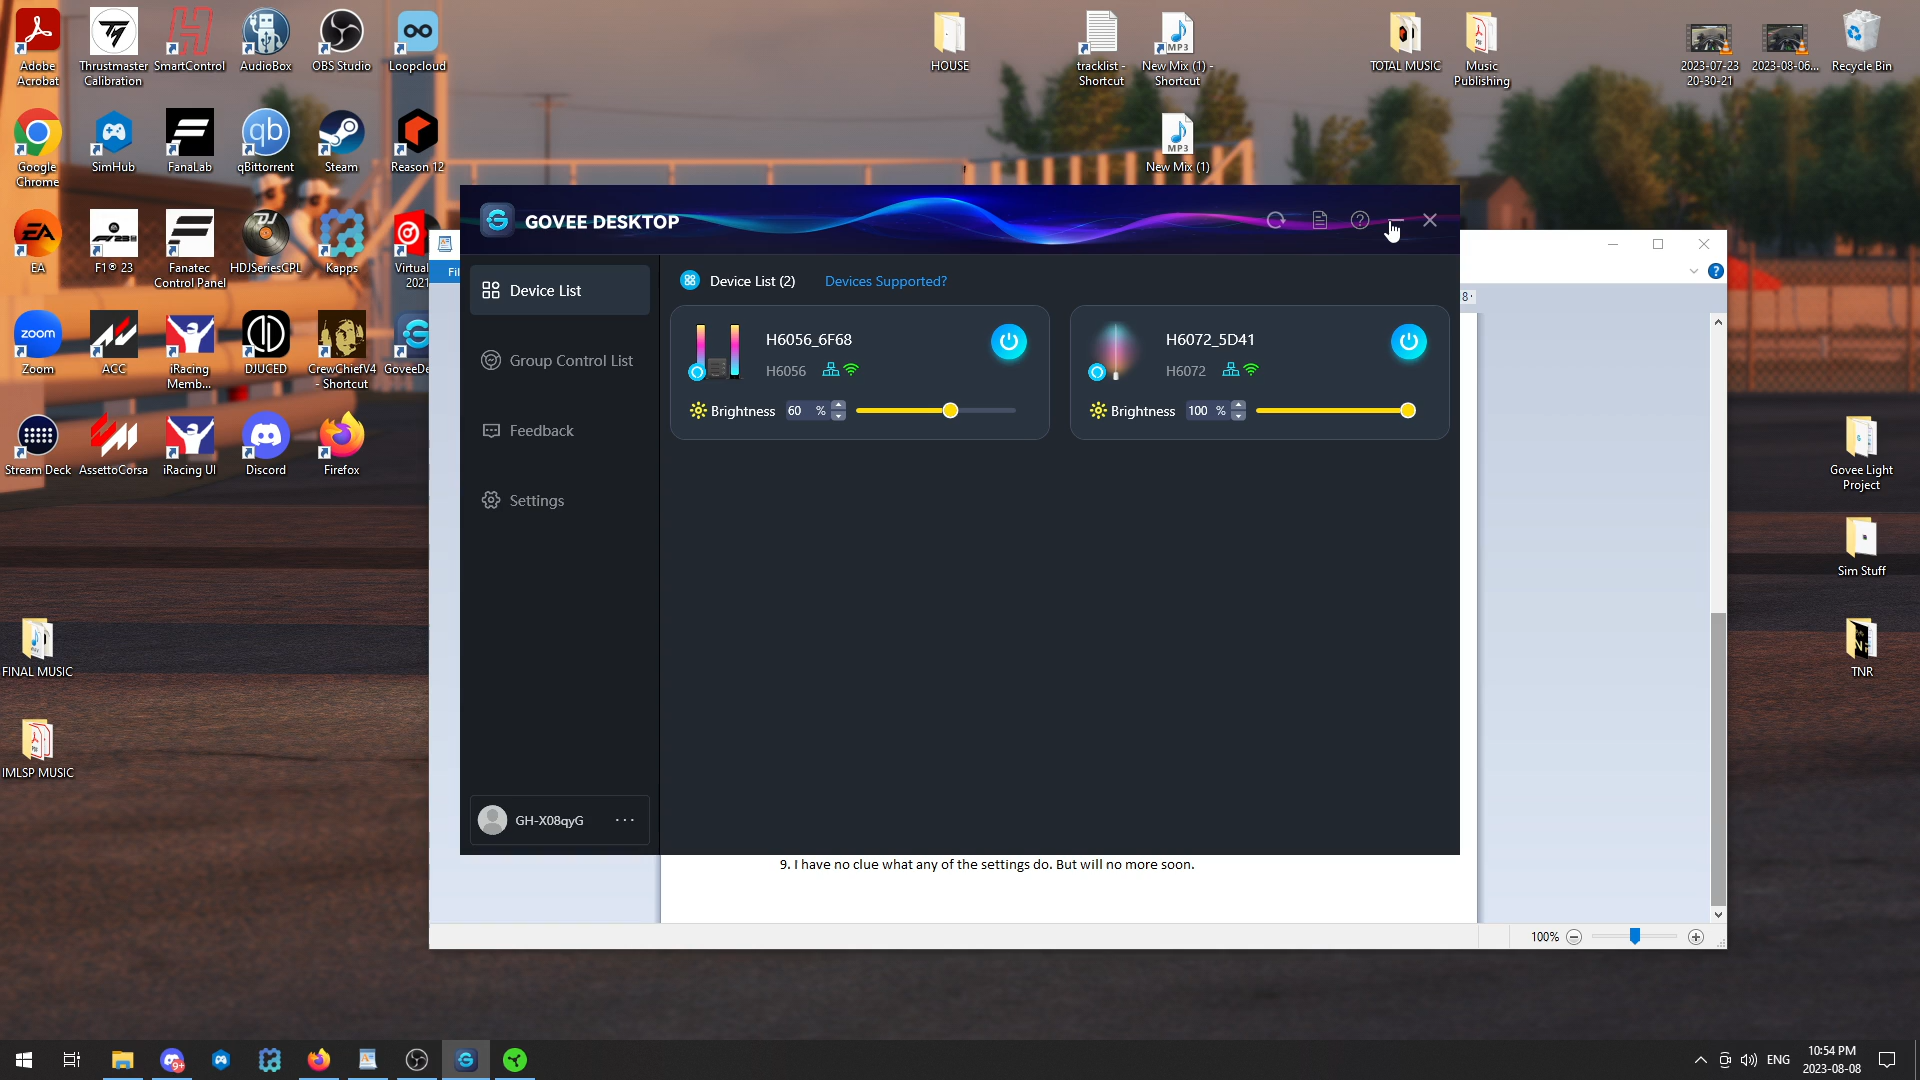 Adobe
Acrobat
Thrustmaster
Calibration
SmartControl
AudioBox
OBS Studio
Loopcloud
HOUSE
tracklist -
Shortcut
New Mix (1) -
Shortcut
TOTAL MUSIC
Music
Publishing
2023-07-23
20-30-21
2023-08-06...
Recycle Bin
Google
Chrome
SimHub
FanaLab
qBittorrent
Steam
Reason 12
MP3
MP3
New Mix (1)
EA
F1® 23
Fanatec
Control Panel
HDJSeriesCPL
Kapps
Virtual
2021
Fil
GOVEE DESKTOP
Device List
Group Control List
Feedback
Settings
GH-X08qyG
...
Device List (2)
Devices Supported?
H6056_6F68
H6056
Brightness
60 %
H6072_5D41
H6072
Brightness
100 %
8
zoom
Zoom
ACC
iRacing
Memb...
DJUCED
CrewChiefV4
- Shortcut
GoveeDe
Stream Deck
AssettoCorsa
iRacing UI
Discord
Firefox
Govee Light
Project
Sim Stuff
TNR
FINAL MUSIC
IMLSP MUSIC
9. I have no clue what any of the settings do. But will no more soon.
100%
9+
ENG
10:54 PM
2023-08-08